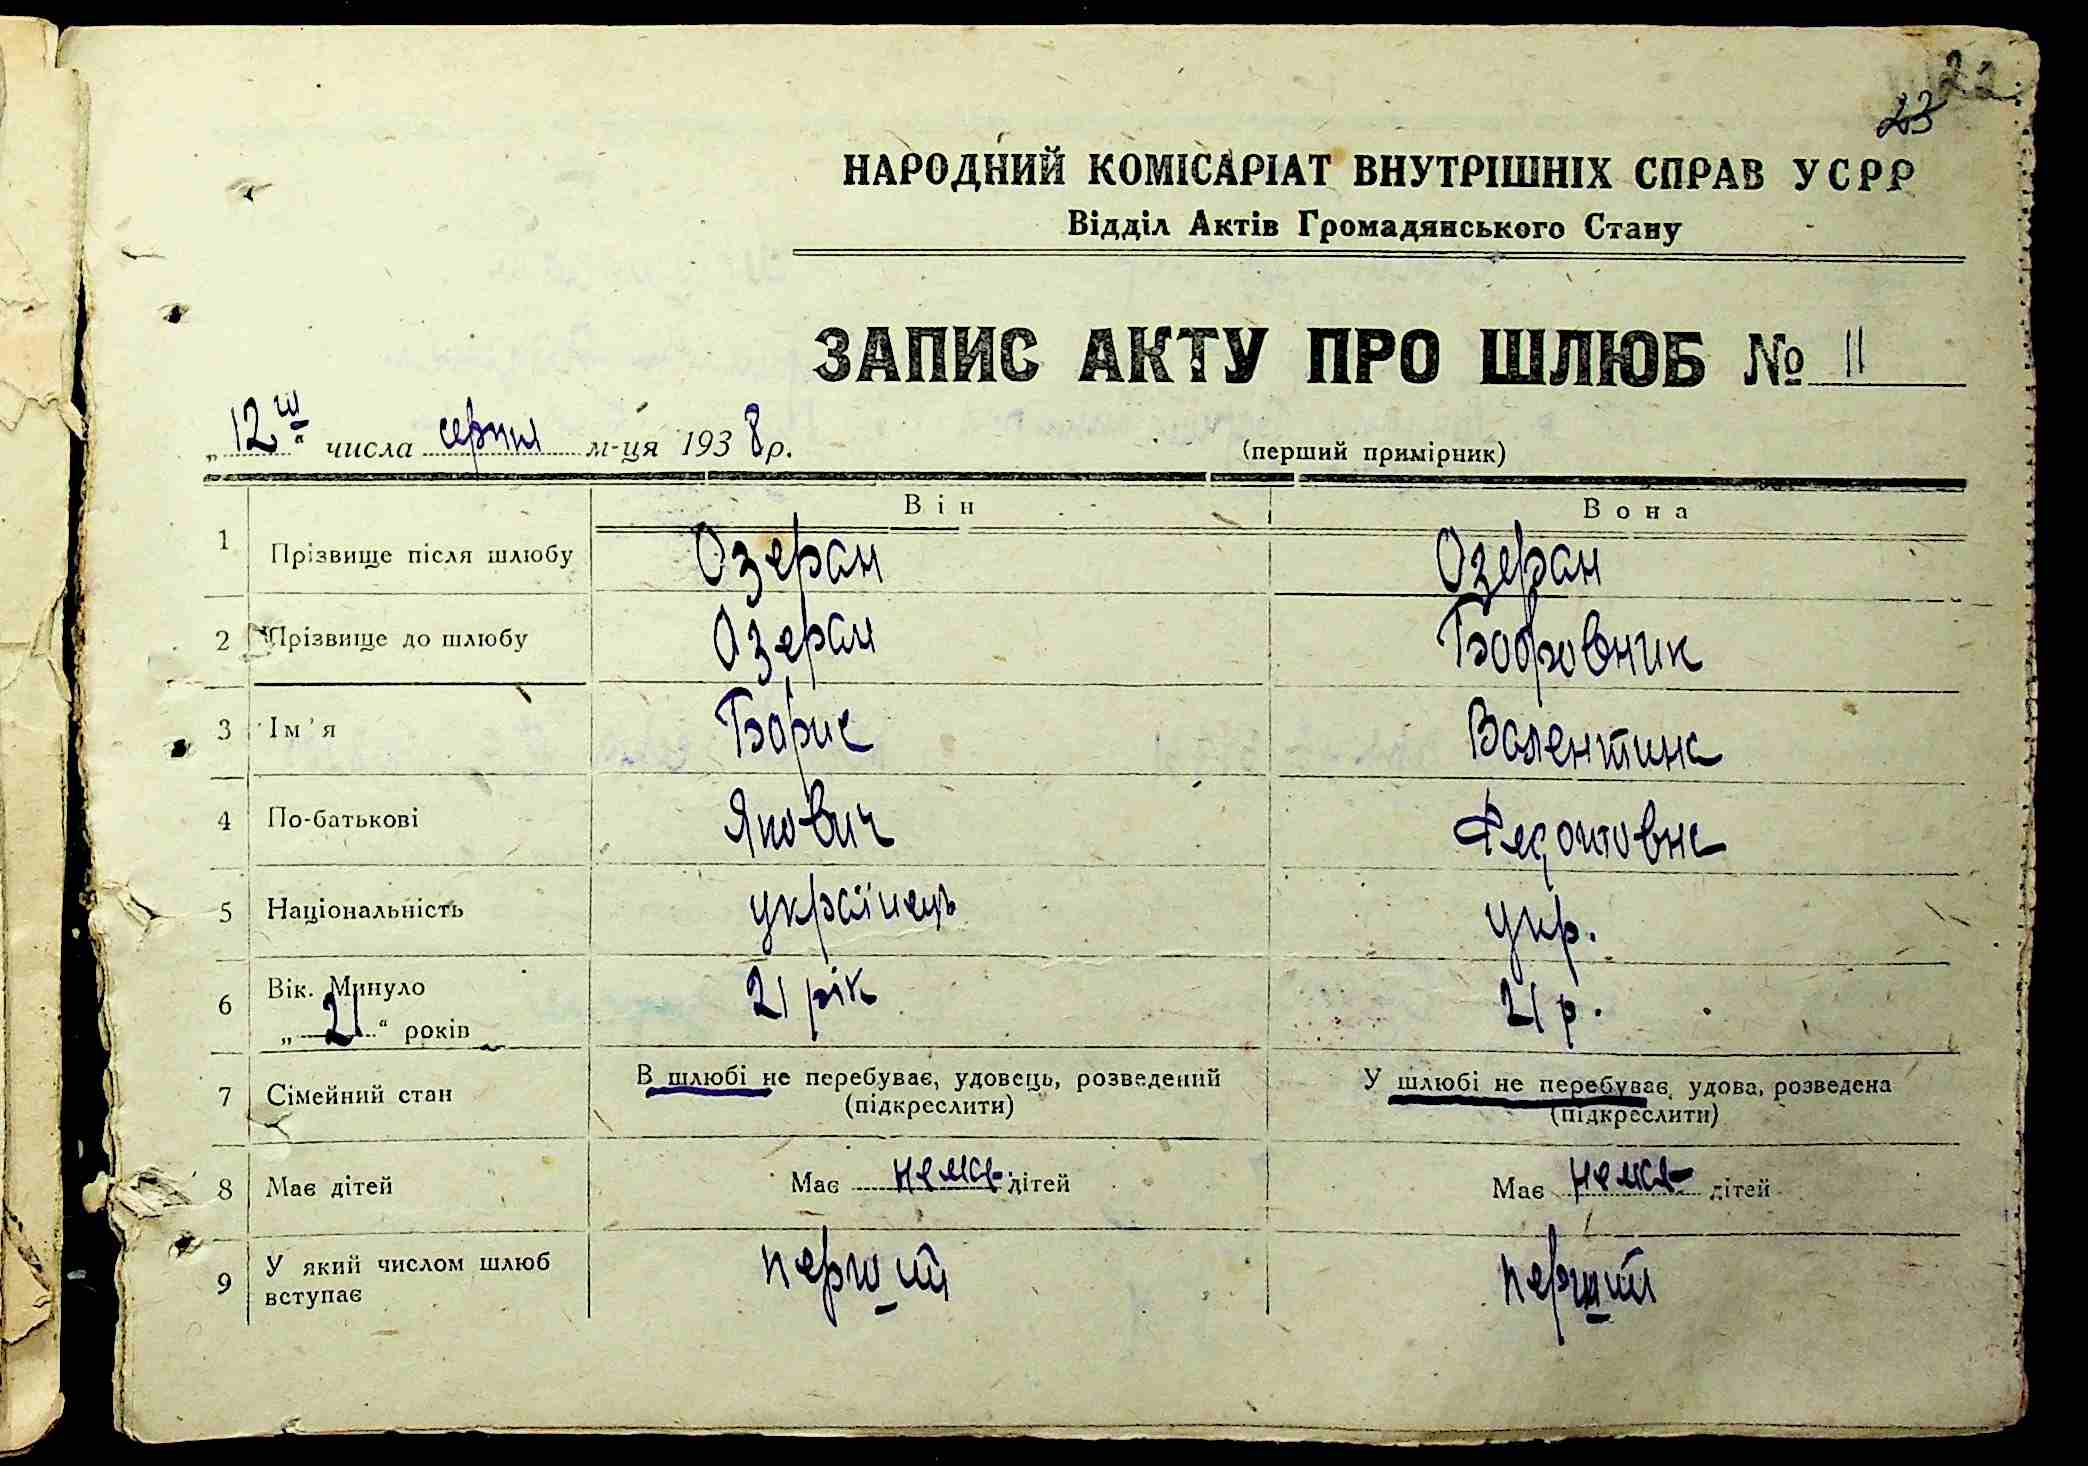 22
23
НАРОДНИЙ КОМІСАРІАТ ВНУТРІШНІХ СПРАВ УСРР
Відділ Актів Громадянського Стану
ЗАПИС АКТУ ПРО ШЛЮБ № 11
„12го“ числа серпня м-ця 1938 р. (перший примірник)
Він Вона
1 Прізвище після шлюбу Озеран Озеран
2 Прізвище до шлюбу Озеран Бобровник
3 Ім'я Борис Валентина
4 По-батькові Якович
5 Національність українець укр.
6 Вік. Минуло 21 рік 21 р.
„21“ років
7 Сімейний стан В шлюбі не перебуває, удовець, розведений У шлюбі не перебуває, удова, розведена
(підкреслити) (підкреслити)
8 Має дітей Має нема дітей Має нема дітей
9 У який числом шлюб вступає перший перший